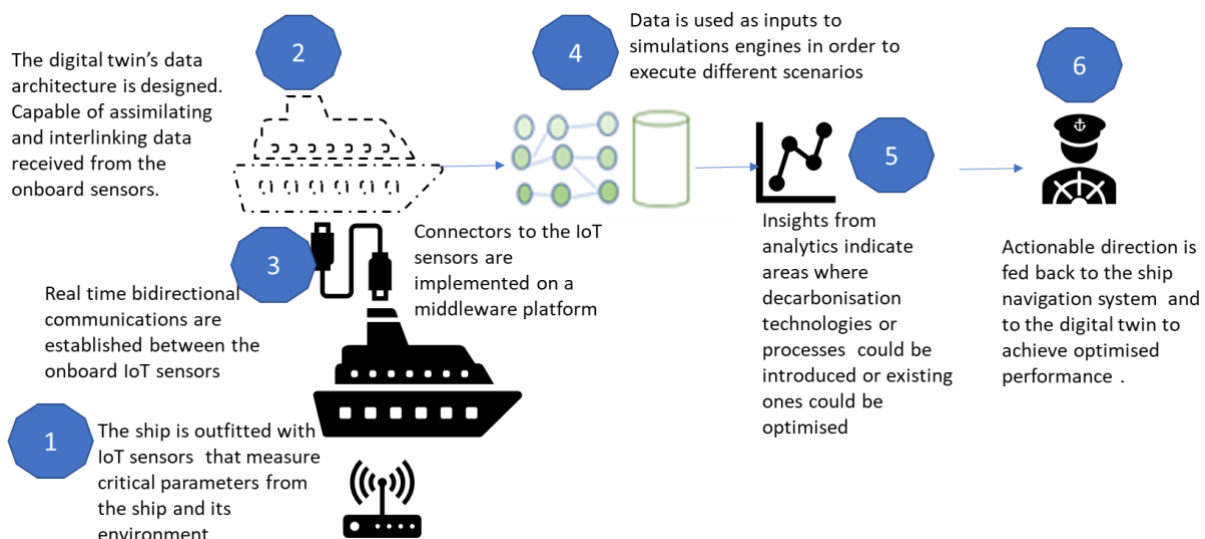 1
The ship is outfitted with
IoT sensors that measure
critical parameters from
the ship and its
environment
2
The digital twin’s data
architecture is designed.
Capable of assimilating
and interlinking data
received from the
onboard sensors.
3
Real time bidirectional
communications are
established between the
onboard IoT sensors
Connectors to the IoT
sensors are
implemented on a
middleware platform
4
Data is used as inputs to
simulations engines in order to
execute different scenarios
5
Insights from
analytics indicate
areas where
decarbonisation
technologies or
processes could be
introduced or existing
ones could be
optimised
6
Actionable direction is
fed back to the ship
navigation system and
to the digital twin to
achieve optimised
performance .